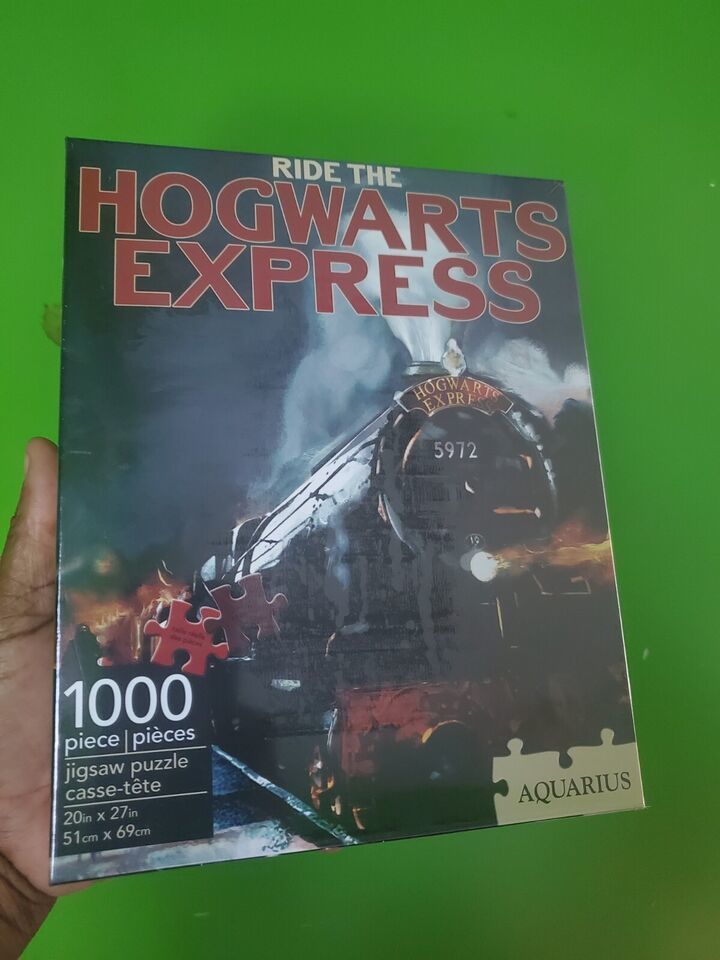 RIDE THE
HOGWARTS
EXPRESS
HOGWARTS
EXPRESS
5972
1000
piece | pièces
jigsaw puzzle
casse-tête
20in x 27in
51cm x 69cm
AQUARIUS